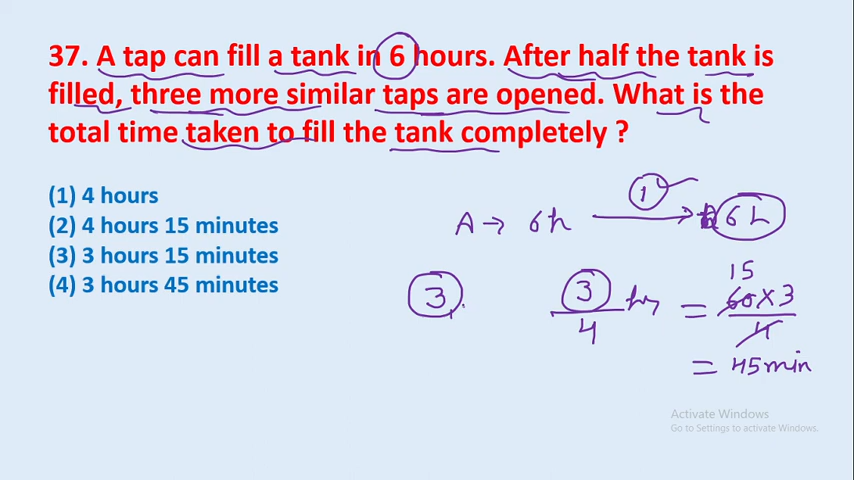 37. A tap can fill a tank in 6 hours. After half the tank is
filled, three more similar taps are opened. What is the
total time taken to fill the tank completely ?
(1) 4 hours
(2) 4 hours 15 minutes
(3) 3 hours 15 minutes
(4) 3 hours 45 minutes
1
A → 6h → 6h
15
3, 3/4 hrs = 60×3/4
= 45min
Activate Windows
Go to Settings to activate Windows.